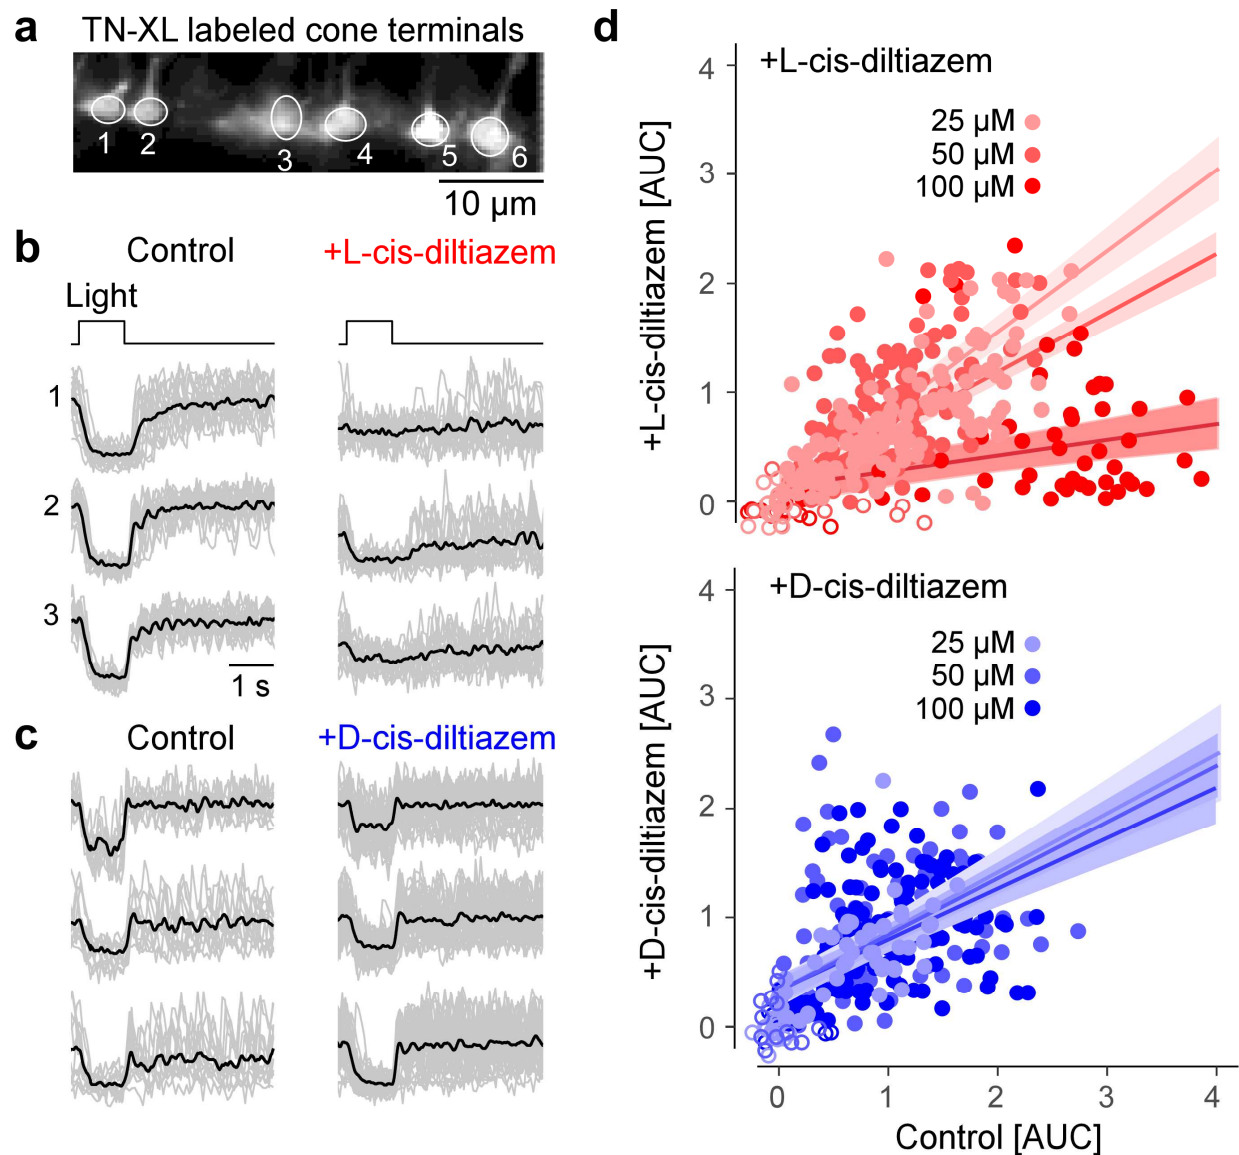 a
TN-XL labeled cone terminals
1
2
3
4
5
6
10 µm
b
Control
+L-cis-diltiazem
Light
1
2
3
1 s
c
Control
+D-cis-diltiazem
d
+L-cis-diltiazem
25 µM
50 µM
100 µM
+L-cis-diltiazem [AUC]
4
3
2
1
0
+D-cis-diltiazem
25 µM
50 µM
100 µM
+D-cis-diltiazem [AUC]
4
3
2
1
0
0 1 2 3 4
Control [AUC]